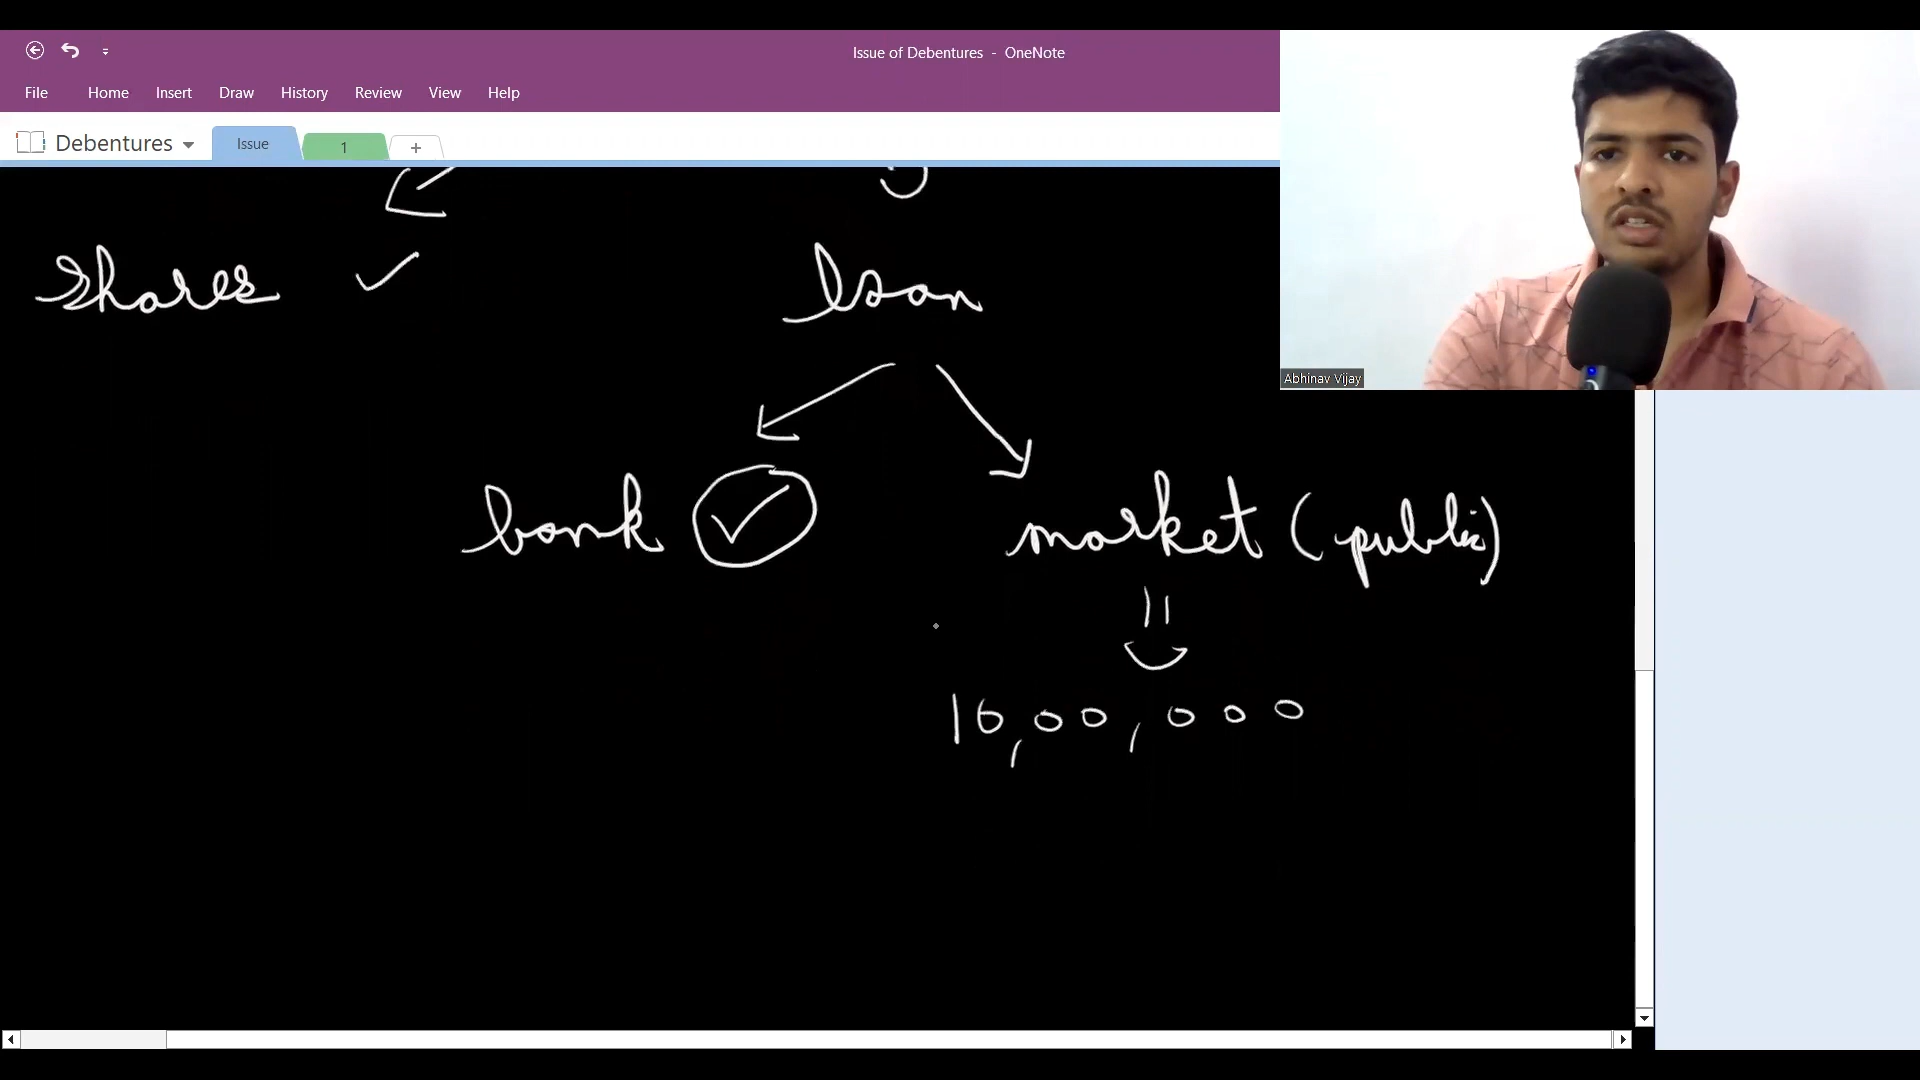 Issue of Debentures - OneNote
File Home Insert Draw History Review View Help
Debentures Issue 1 +
Abhinav Vijay
Shares ✓ loan
bank ✓ market (public)
10,00,000